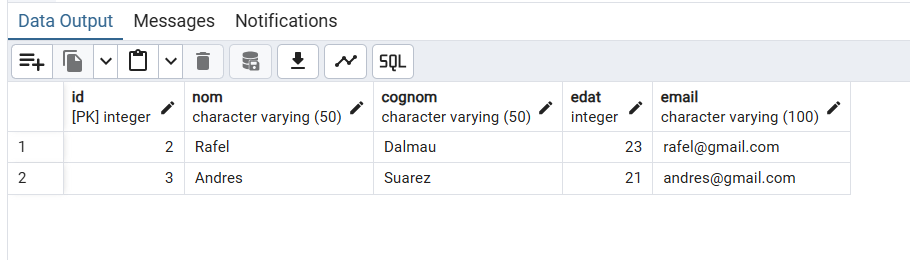 Data Output Messages Notifications
SQL
id nom cognom edat email
[PK] integer character varying (50) character varying (50) integer character varying (100)
1 2 Rafel Dalmau 23 rafel@gmail.com
2 3 Andres Suarez 21 andres@gmail.com